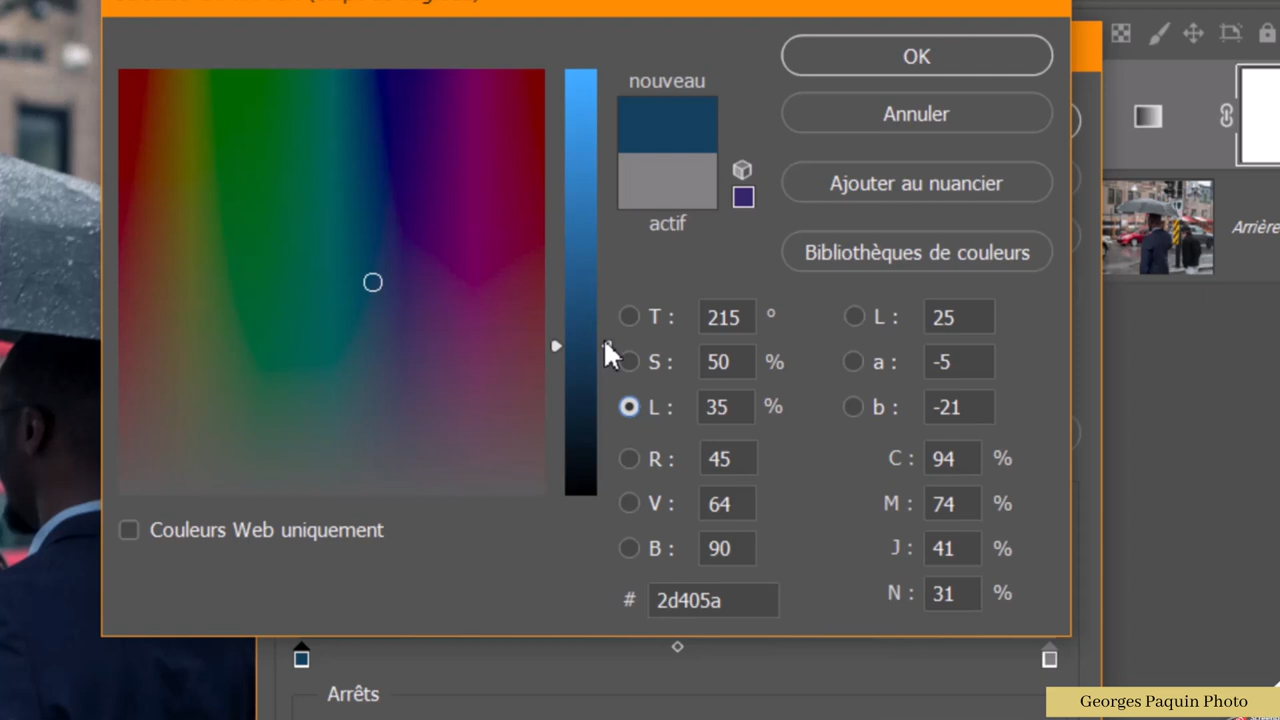 nouveau
actif
OK
Annuler
Ajouter au nuancier
Bibliothèques de couleurs
T : 215 °
S : 50 %
L : 35 %
R : 45
V : 64
B : 90
# 2d405a
L : 25
a : -5
b : -21
C : 94 %
M : 74 %
J : 41 %
N : 31 %
Couleurs Web uniquement
Arrêts
Georges Paquin Photo